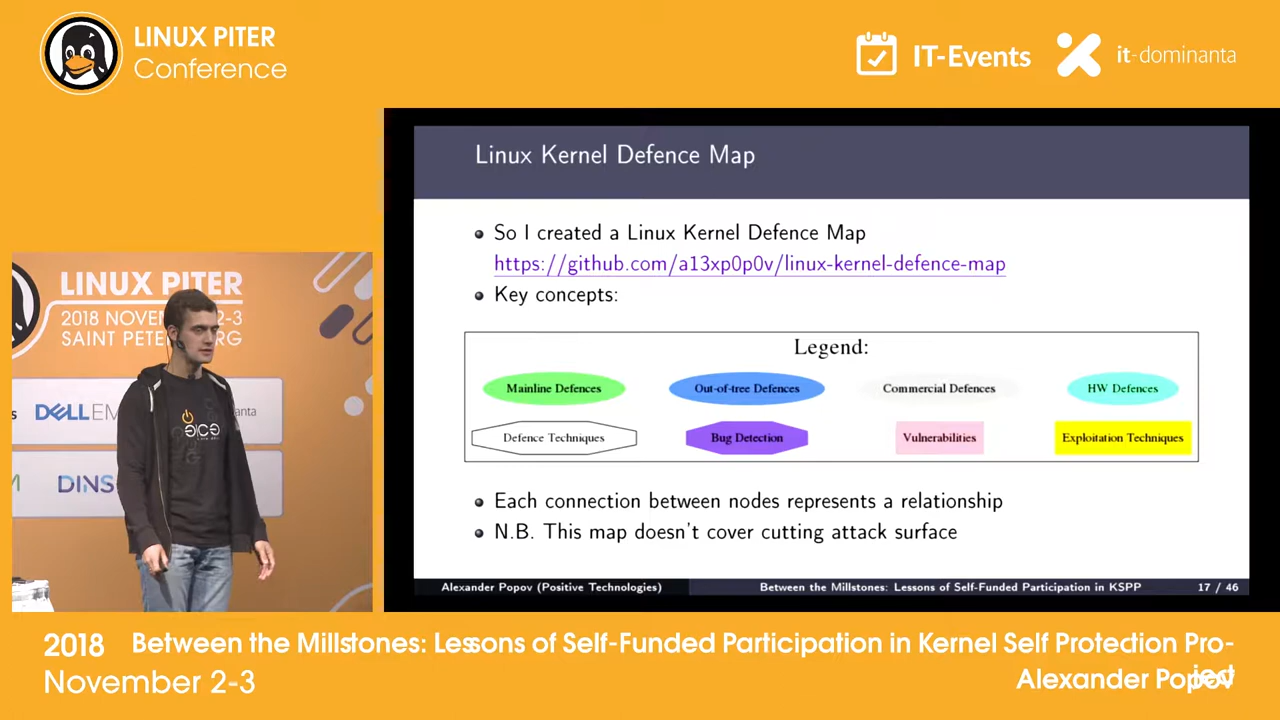 LINUX PITER
Conference
IT-Events
it-dominanta
LINUX PITER
2018 NOVEM 2-3
SAINT PETE RG
DELL EM
anta
DINS
Linux Kernel Defence Map
So I created a Linux Kernel Defence Map
https://github.com/a13xp0p0v/linux-kernel-defence-map
Key concepts:
Legend:
Mainline Defences
Out-of-tree Defences
Commercial Defences
HW Defences
Defence Techniques
Bug Detection
Vulnerabilities
Exploitation Techniques
Each connection between nodes represents a relationship
N.B. This map doesn't cover cutting attack surface
Alexander Popov (Positive Technologies)
Between the Millstones: Lessons of Self-Funded Participation in KSPP
17 / 46
2018 Between the Millstones: Lessons of Self-Funded Participation in Kernel Self Protection Pro-
ject
November 2-3
Alexander Popov